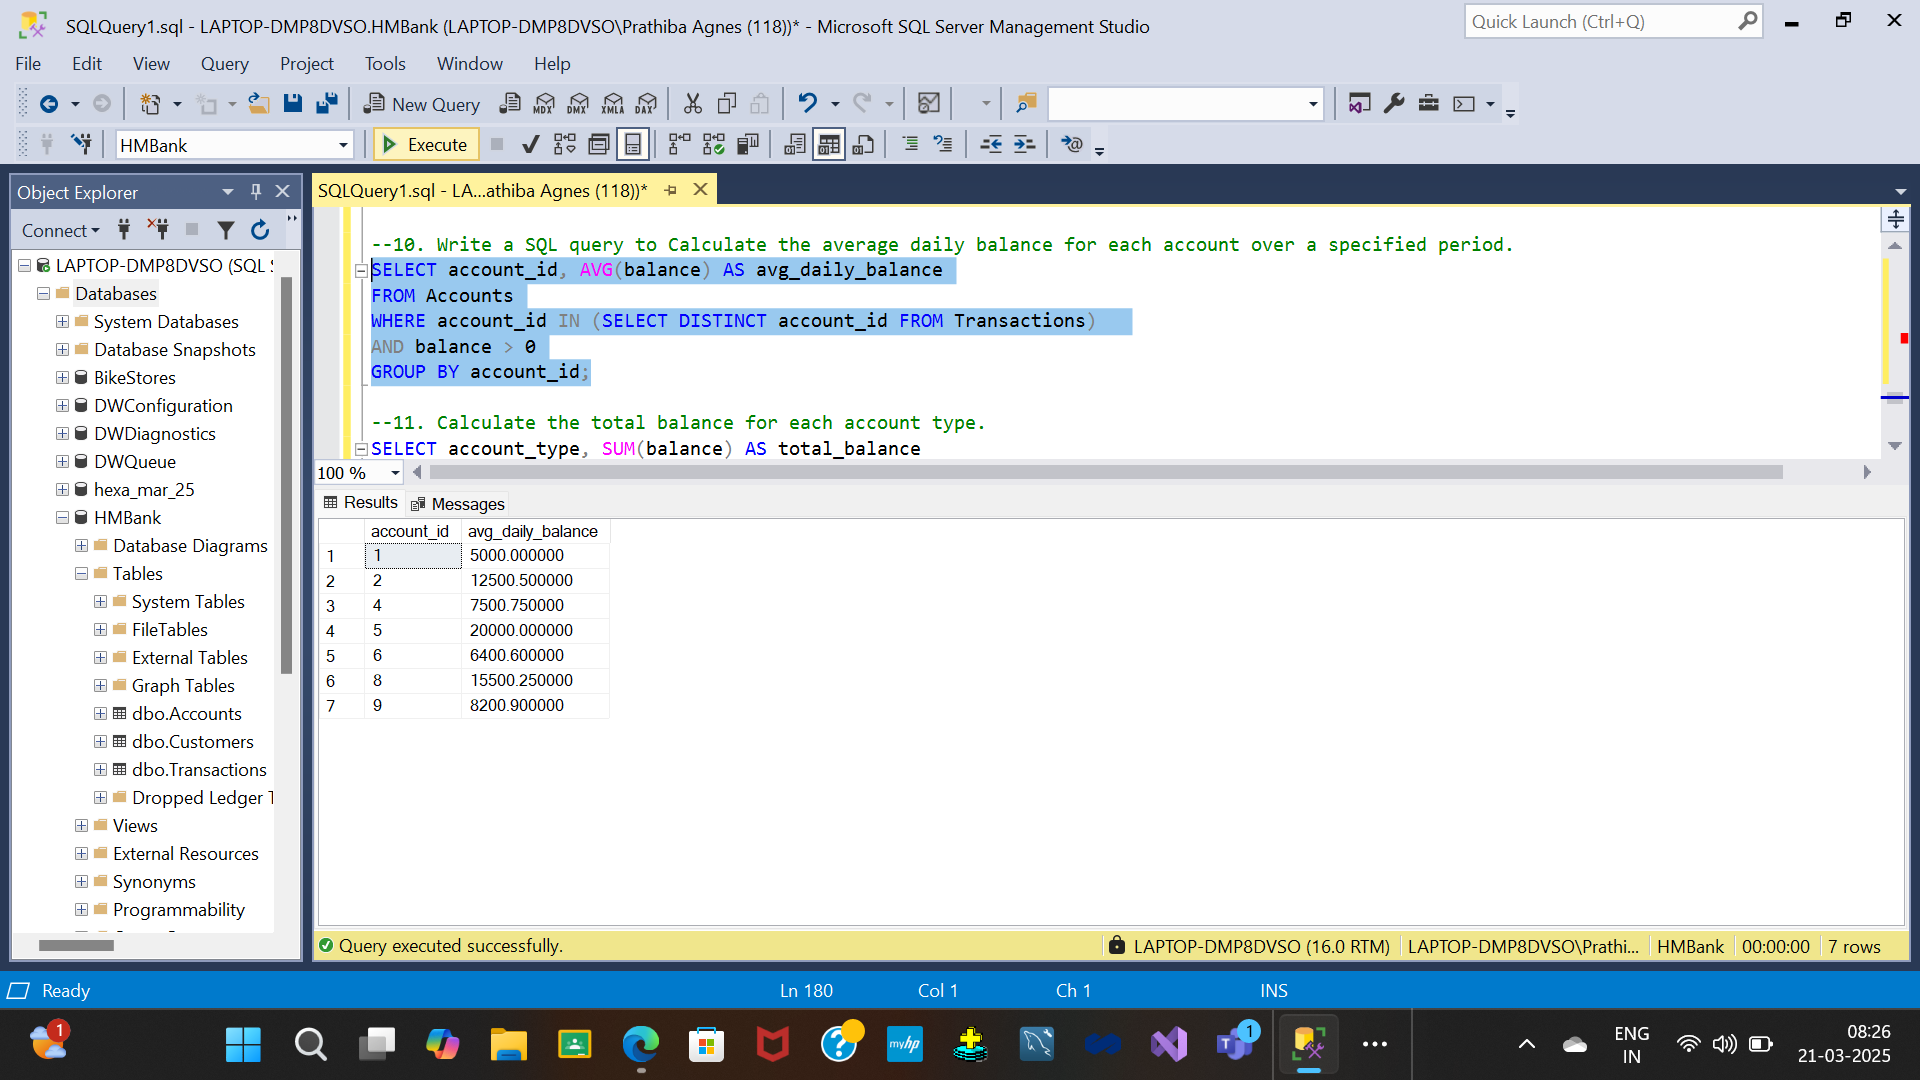 SQLQuery1.sql - LAPTOP-DMP8DVSO.HMBank (LAPTOP-DMP8DVSO\Prathiba Agnes (118))* - Microsoft SQL Server Management Studio
Quick Launch (Ctrl+Q)
File Edit View Query Project Tools Window Help
New Query MDX DMX XMLA DAX
HMBank Execute
Object Explorer
Connect
LAPTOP-DMP8DVSO (SQL S
Databases
System Databases
Database Snapshots
BikeStores
DWConfiguration
DWDiagnostics
DWQueue
hexa_mar_25
HMBank
Database Diagrams
Tables
System Tables
FileTables
External Tables
Graph Tables
dbo.Accounts
dbo.Customers
dbo.Transactions
Dropped Ledger T
Views
External Resources
Synonyms
Programmability
SQLQuery1.sql - LA...athiba Agnes (118))*
--10. Write a SQL query to Calculate the average daily balance for each account over a specified period.
SELECT account_id, AVG(balance) AS avg_daily_balance
FROM Accounts
WHERE account_id IN (SELECT DISTINCT account_id FROM Transactions)
AND balance > 0
GROUP BY account_id;
--11. Calculate the total balance for each account type.
SELECT account_type, SUM(balance) AS total_balance
100 %
Results Messages
account_id avg_daily_balance
1 1 5000.000000
2 2 12500.500000
3 4 7500.750000
4 5 20000.000000
5 6 6400.600000
6 8 15500.250000
7 9 8200.900000
Query executed successfully. LAPTOP-DMP8DVSO (16.0 RTM) LAPTOP-DMP8DVSO\Prathi... HMBank 00:00:00 7 rows
Ready Ln 180 Col 1 Ch 1 INS
1 myhp 1 ENG 08:26
IN 21-03-2025